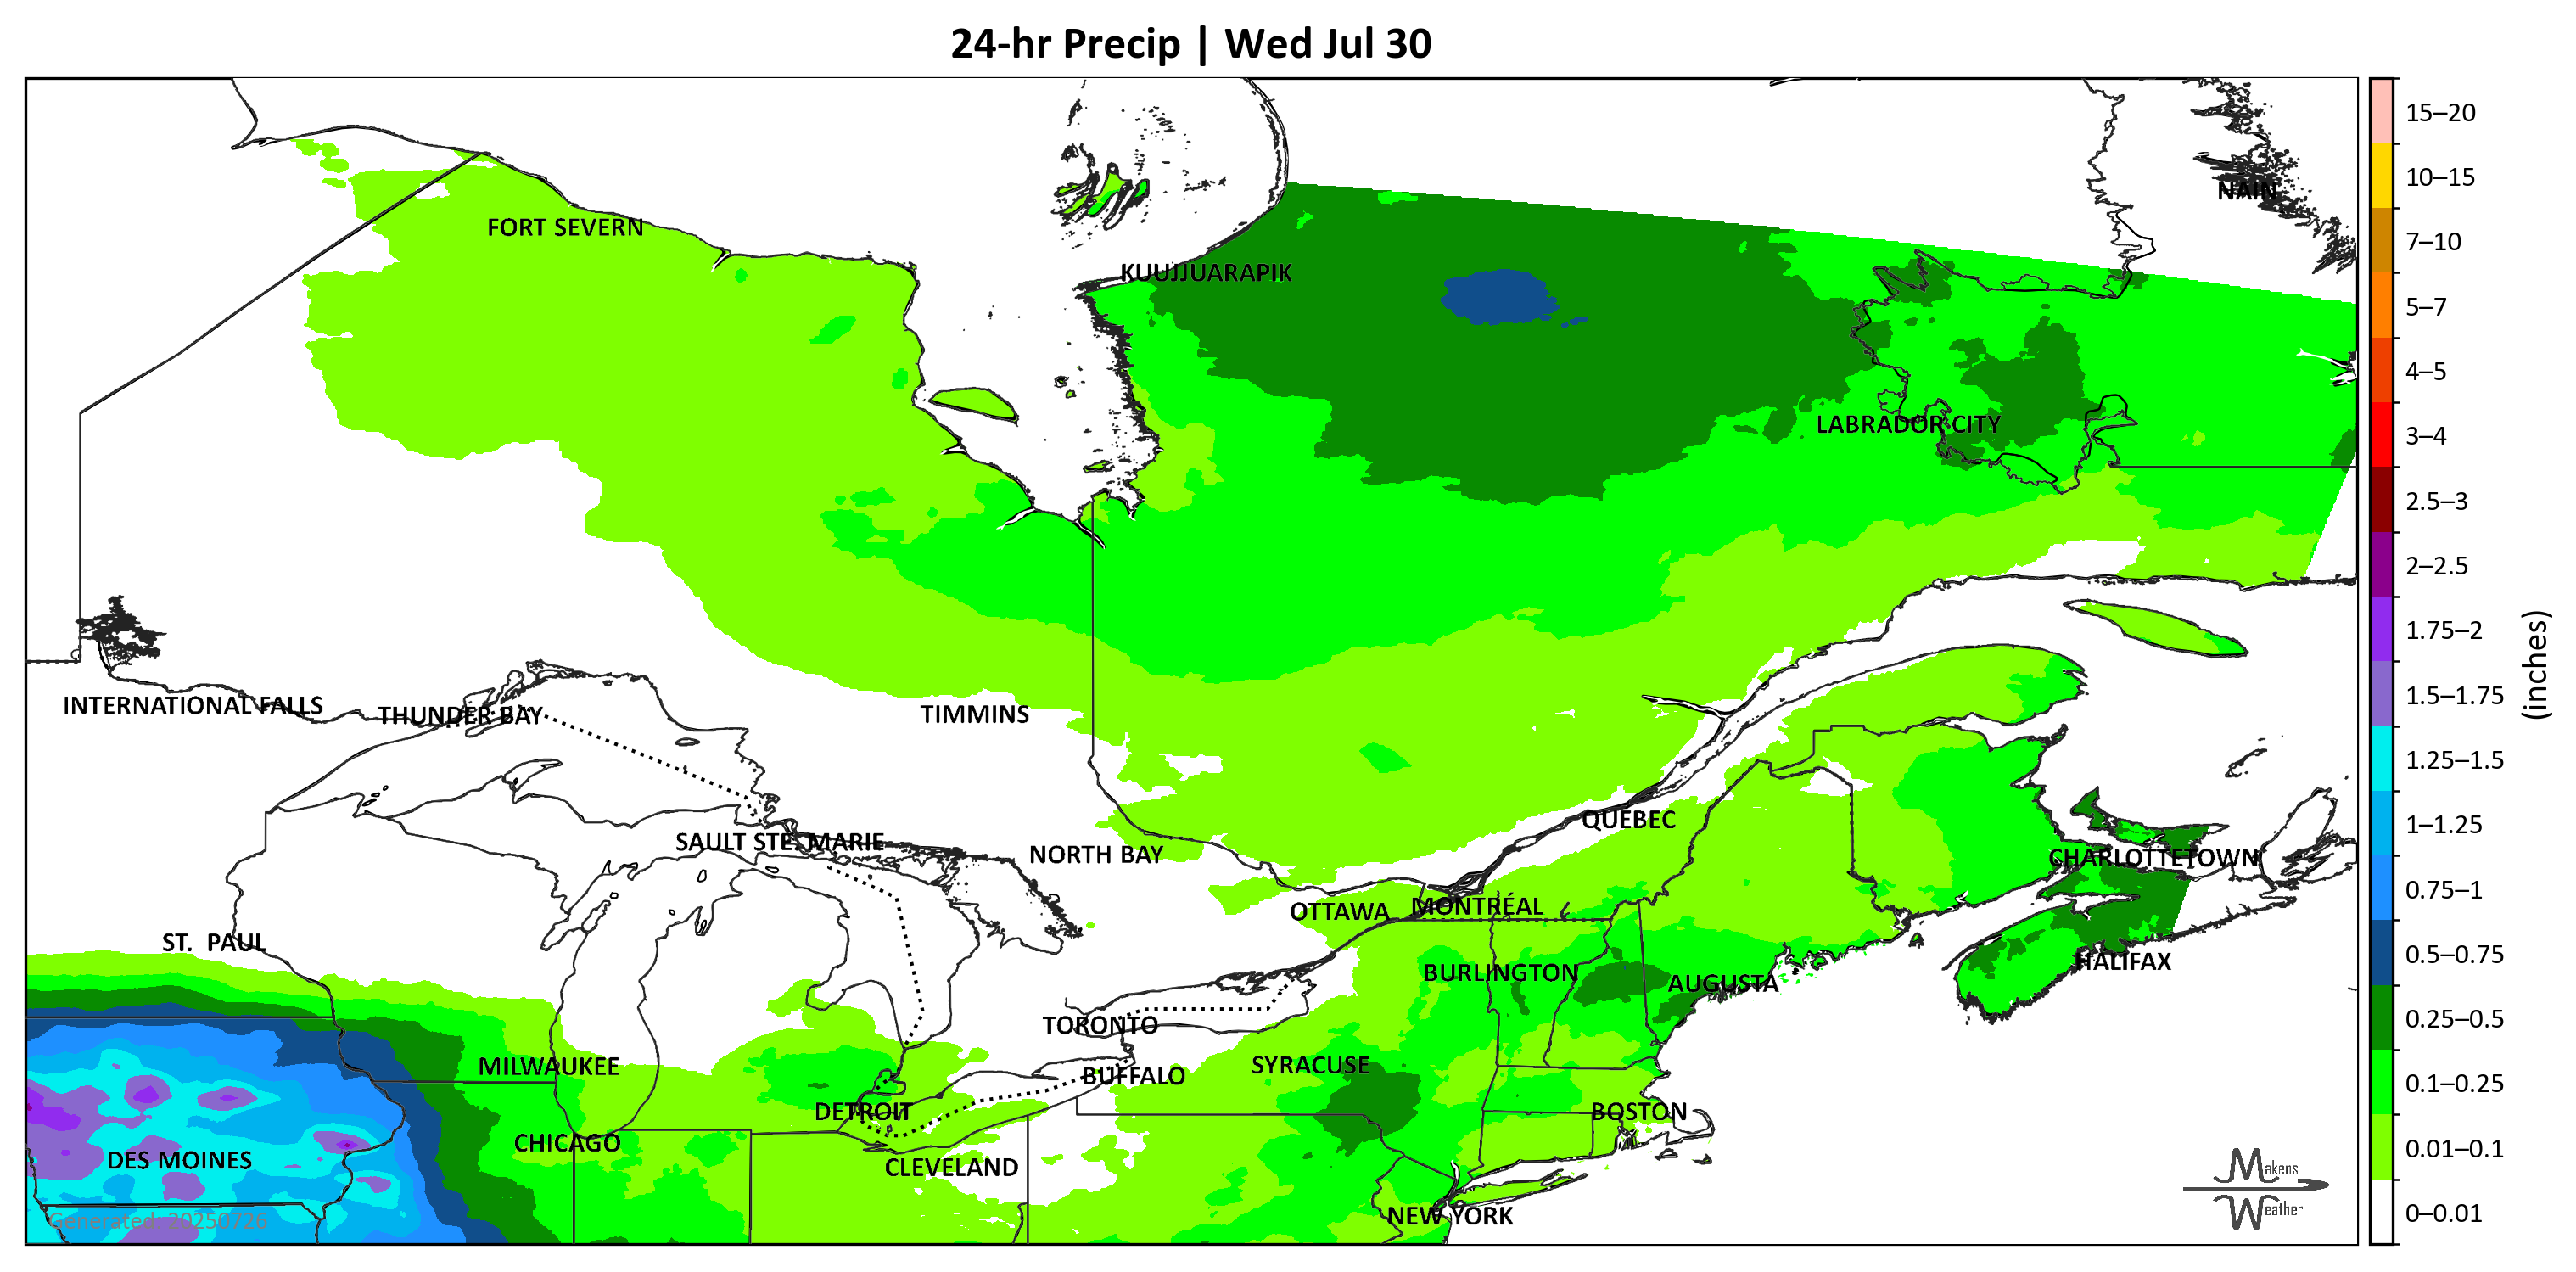 24-hr Precip | Wed Jul 30
NAIN
FORT SEVERN
KUUJJUARAPIK
LABRADOR CITY
INTERNATIONAL FALLS
THUNDER BAY
TIMMINS
QUÉBEC
SAULT STE. MARIE
NORTH BAY
CHARLOTTETOWN
OTTAWA
MONTRÉAL
ST. PAUL
HALIFAX
BURLINGTON
AUGUSTA
TORONTO
MILWAUKEE
SYRACUSE
BUFFALO
DETROIT
BOSTON
CHICAGO
DES MOINES
CLEVELAND
NEW YORK
Generated: 20250726
Makens
Weather
15–20
10–15
7–10
5–7
4–5
3–4
2.5–3
2–2.5
1.75–2
1.5–1.75
1.25–1.5
1–1.25
0.75–1
0.5–0.75
0.25–0.5
0.1–0.25
0.01–0.1
0–0.01
(inches)